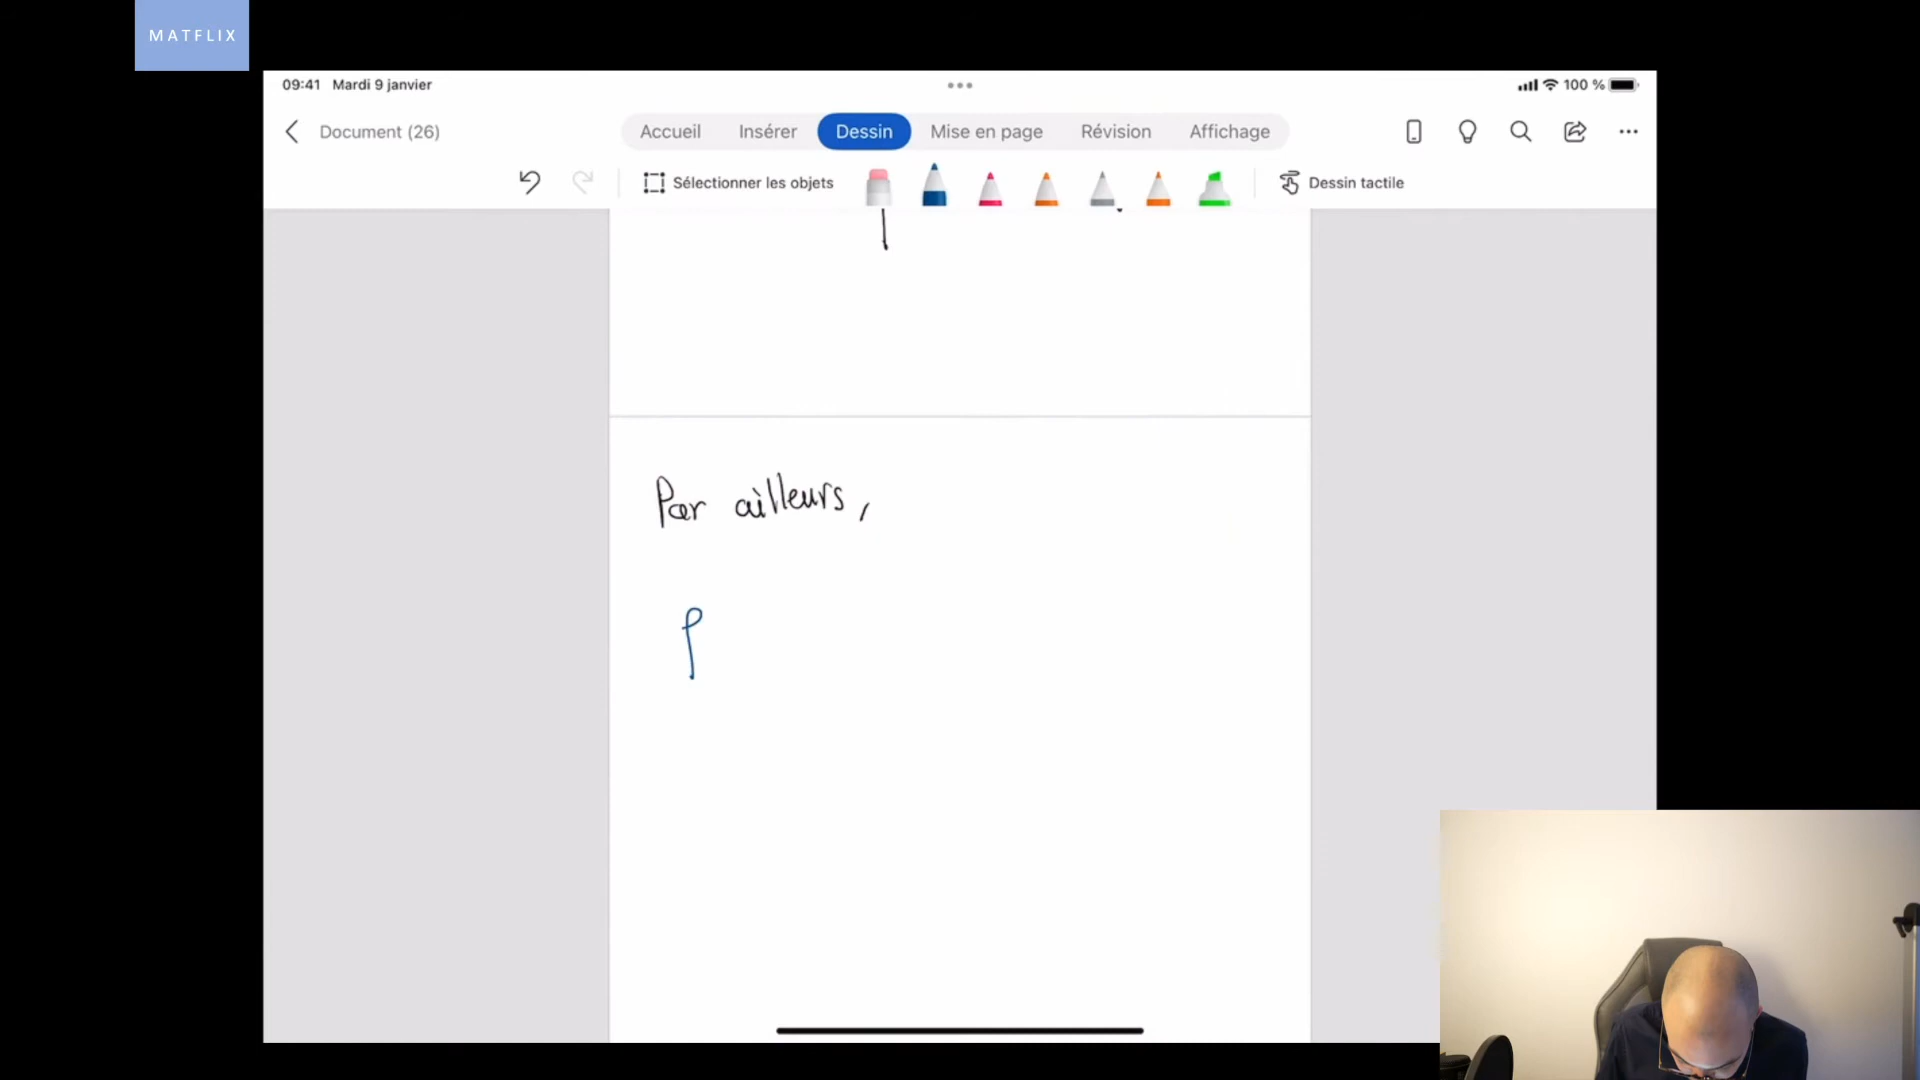 MATFLIX
09:41 Mardi 9 janvier
100 %
Document (26)
Accueil Insérer Dessin Mise en page Révision Affichage
Sélectionner les objets
Dessin tactile
Par ailleurs,